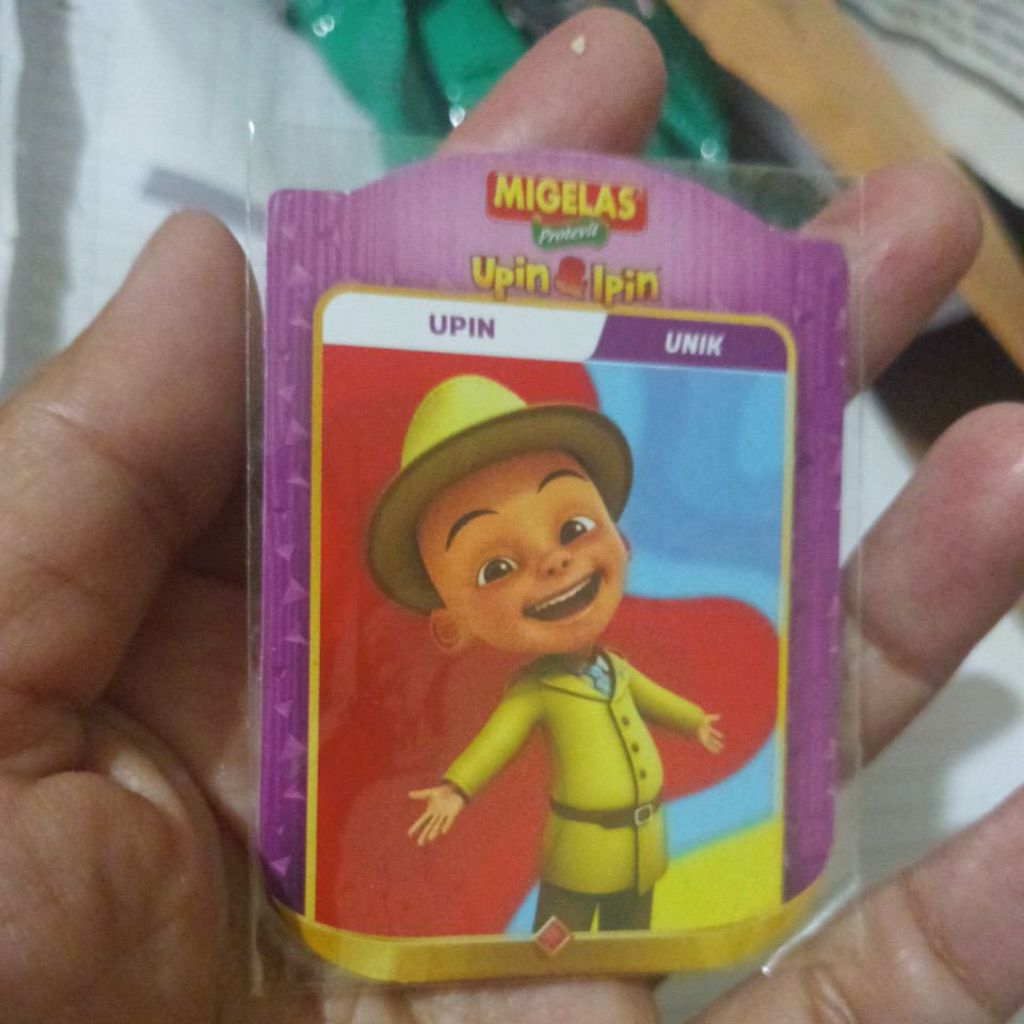 MIGELAS
Protevit
Upin & Ipin
UPIN
UNIK